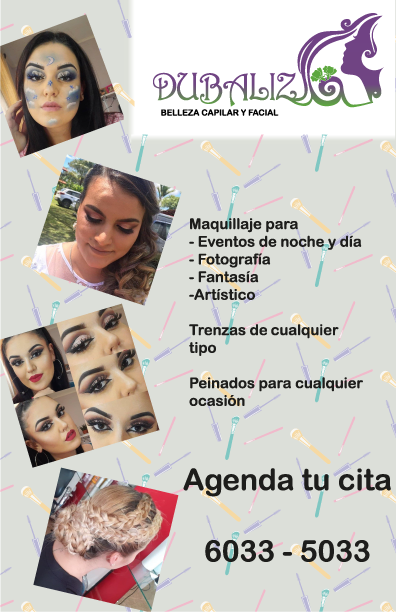 DUBALIZ
BELLEZA CAPILAR Y FACIAL
Maquillaje para
- Eventos de noche y día
- Fotografía
- Fantasía
-Artístico
Trenzas de cualquier
tipo
Peinados para cualquier
ocasión
Agenda tu cita
6033 - 5033